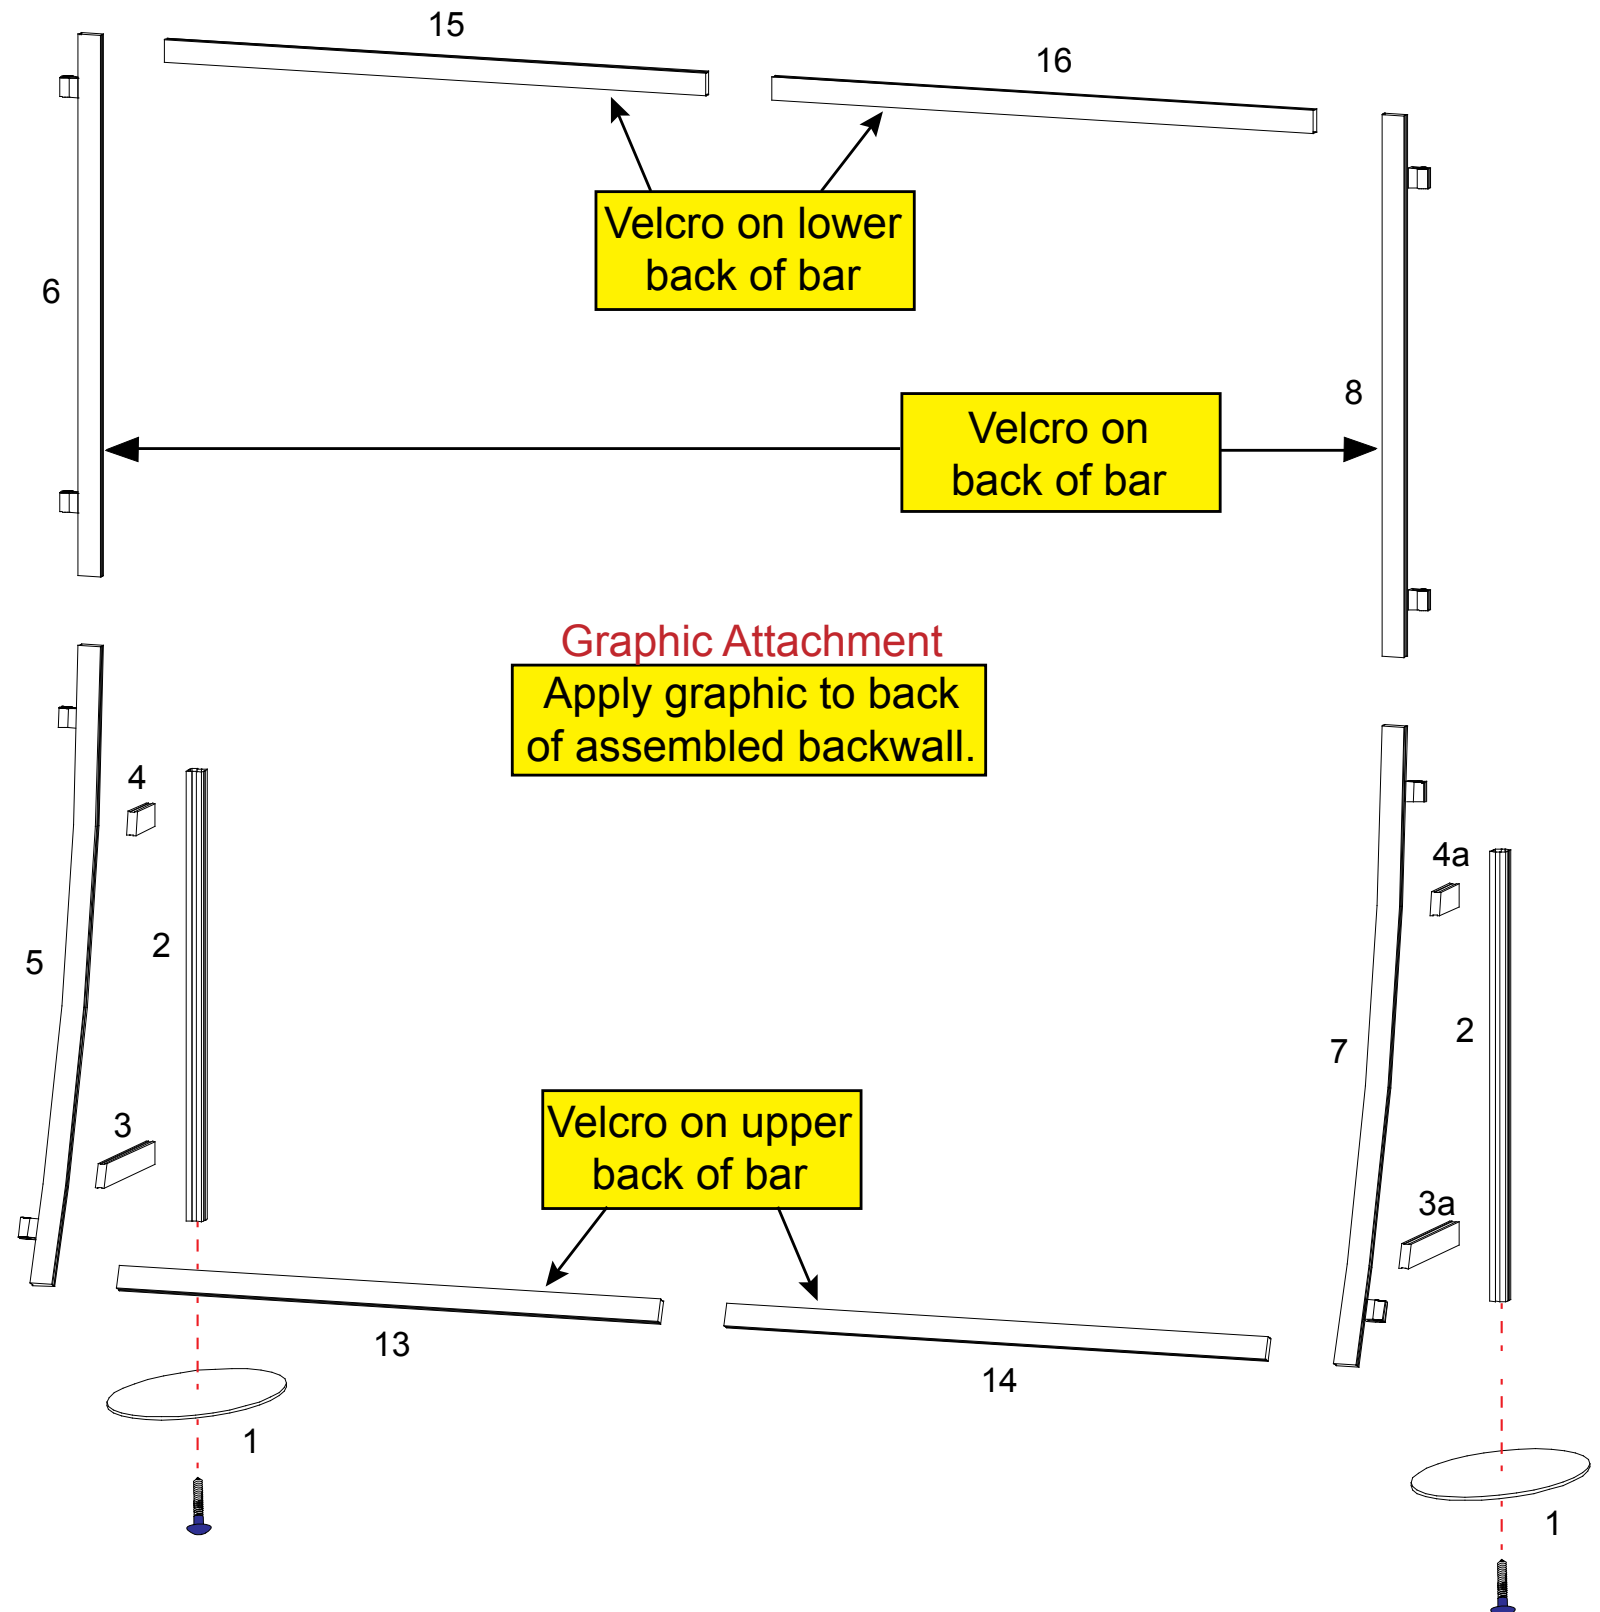 15
16
Velcro on lower
back of bar
6
8
Velcro on
back of bar
Graphic Attachment
Apply graphic to back
of assembled backwall.
4
4a
5
2
7
2
Velcro on upper
back of bar
3
3a
13
14
1
1